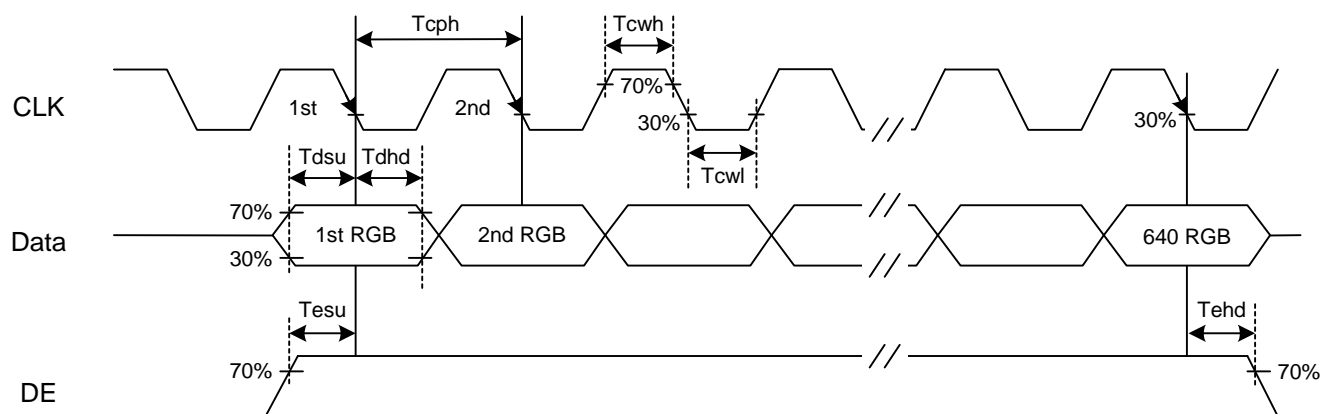 Tcph
Tcwh
CLK
1st
2nd
70%
30%
30%
Tcwl
Tdsu
Tdhd
Data
70%
30%
1st RGB
2nd RGB
640 RGB
Tesu
Tehd
DE
70%
70%